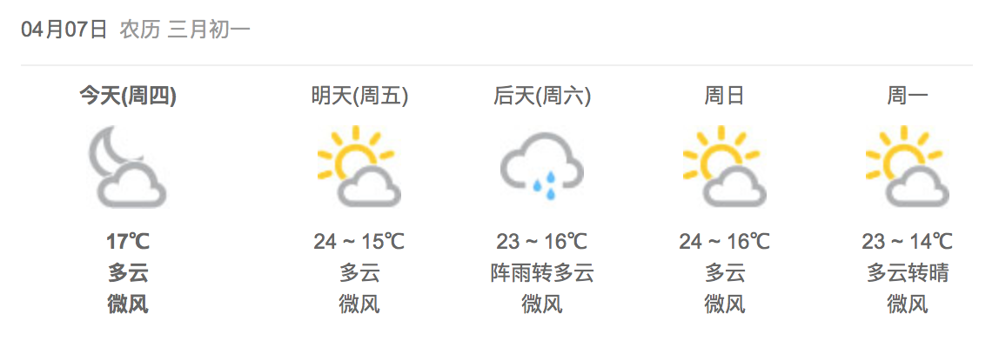 04月07日 农历 三月初一
今天(周四) 明天(周五) 后天(周六) 周日 周一
17℃ 24 ~ 15℃ 23 ~ 16℃ 24 ~ 16℃ 23 ~ 14℃
多云 多云 阵雨转多云 多云 多云转晴
微风 微风 微风 微风 微风